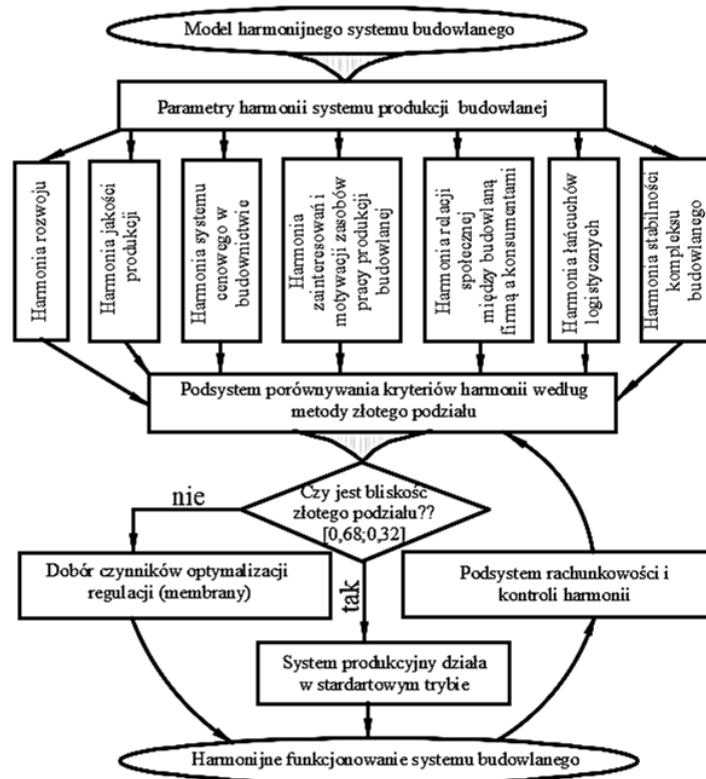 Model harmonijnego systemu budowlanego
Parametry harmonii systemu produkcji budowlanej
Harmonia rozwoju
Harmonia jakości
produkcji
Harmonia systemu
cenowego w
budownictwie
Harmonia
zainteresowań i
motywacji zasobów
pracy produkcji
budowlanej
Harmonia relacji
społecznej
między budowlaną
firmą a konsumentami
Harmonia łańcuchów
logistycznych
Harmonia stabilności
kompleksu
budowlanego
Podsystem porównywania kryteriów harmonii według
metody złotego podziału
nie
Czy jest bliskość
złotego podziału??
[0,68;0,32]
Dobór czynników optymalizacji
regulacji (membrany)
tak
Podsystem rachunkowości i
kontroli harmonii
System produkcyjny działa
w stardartowym trybie
Harmonijne funkcjonowanie systemu budowlanego